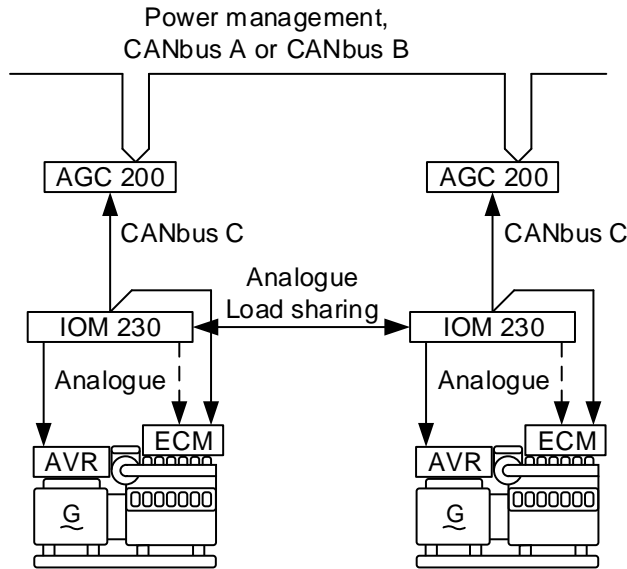 Power management,
CANbus A or CANbus B
AGC 200
AGC 200
CANbus C
CANbus C
Analogue
Load sharing
IOM 230
IOM 230
Analogue
Analogue
ECM
ECM
AVR
AVR
G
G